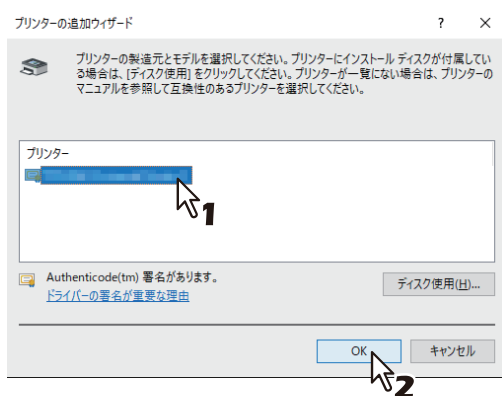 プリンターの追加ウィザード ? ×
プリンターの製造元とモデルを選択してください。プリンターにインストール ディスクが付属してい
る場合は、[ディスク使用] をクリックしてください。プリンターが一覧にない場合は、プリンターの
マニュアルを参照して互換性のあるプリンターを選択してください。
プリンター
1
Authenticode(tm) 署名があります。
ディスク使用(H)...
ドライバーの署名が重要な理由
OK キャンセル
2